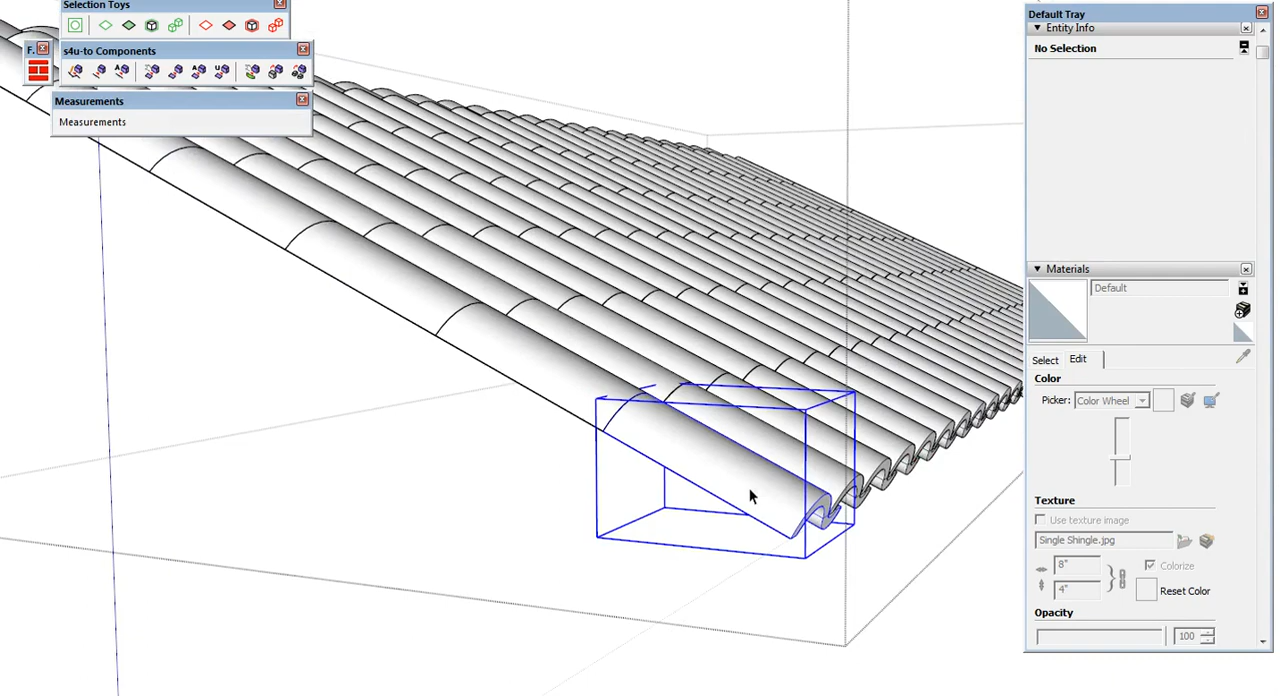 Selection Toys
F.
s4u-to Components
Measurements
Measurements
Default Tray
Entity Info
No Selection
Materials
Default
Select Edit
Color
Picker: Color Wheel
Texture
Use texture image
Single Shingle.jpg
8" Colorize
4" Reset Color
Opacity
100